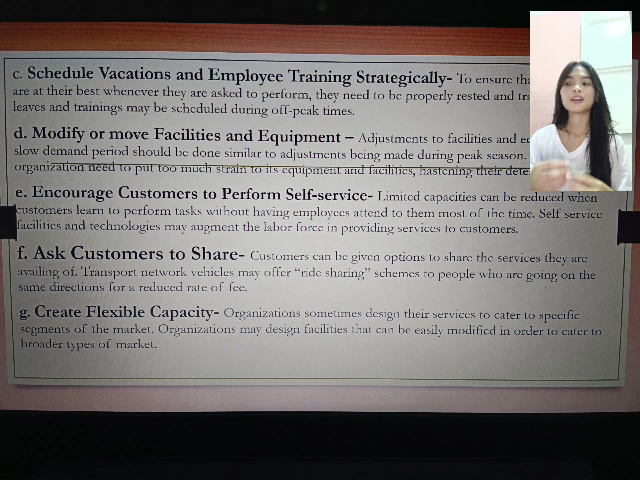 c. Schedule Vacations and Employee Training Strategically- To ensure
are at their best whenever they are asked to perform, they need to be properly rested and
leaves and trainings may be scheduled during off-peak times.
d. Modify or move Facilities and Equipment – Adjustments to facilities and
slow demand period should be done similar to adjustments being made during peak season.
organization need to put too much strain to its equipment and facilities, hastening their
e. Encourage Customers to Perform Self-service- Limited capacities can be reduced when
customers learn to perform tasks without having employees attend to them most of the time. Self service
facilities and technologies may augment the labor force in providing services to customers.
f. Ask Customers to Share- Customers can be given options to share the services they are
availing of. Transport network vehicles may offer “ride sharing” schemes to people who are going on the
same directions for a reduced rate of fee.
g. Create Flexible Capacity- Organizations sometimes design their services to cater to specific
segments of the market. Organizations may design facilities that can be easily modified in order to cater to
broader types of market.